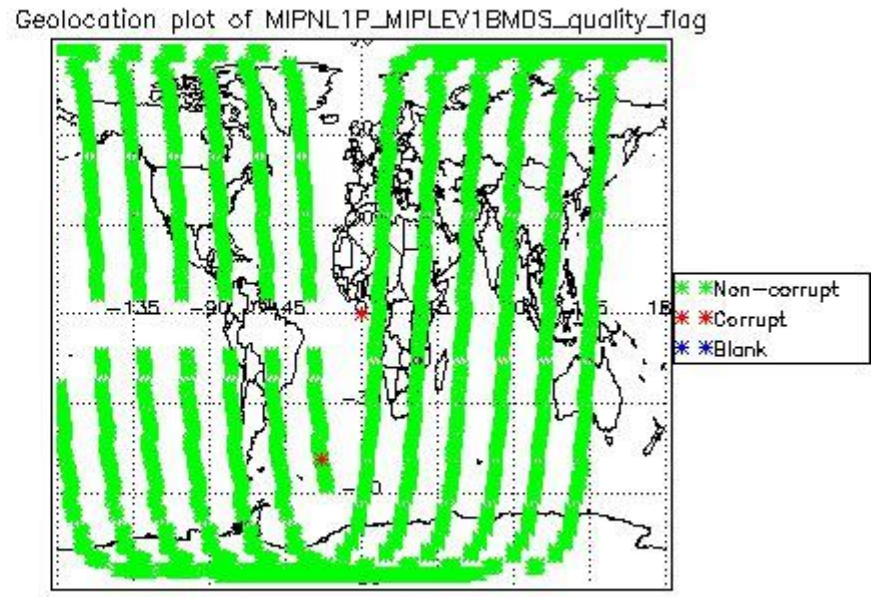 Geolocation plot of MIPNL1P_MIPLEV1BMDS_quality_flag
-135
-90
-45
Non-corrupt
Corrupt
Blank